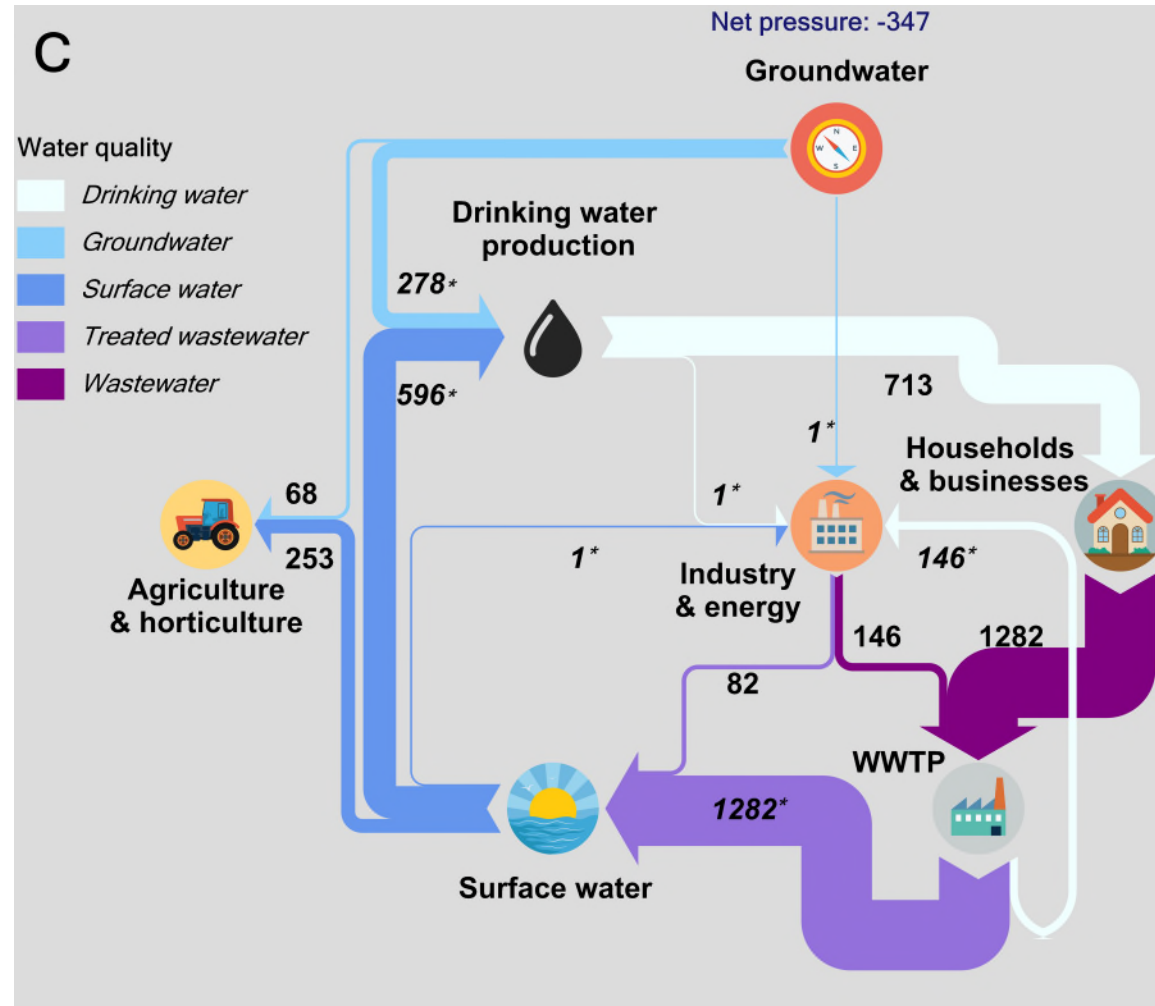 C
Net pressure: -347
Groundwater
Water quality
Drinking water
Groundwater
Surface water
Treated wastewater
Wastewater
N
W E
S
Drinking water
production
278*
596*
713
1*
Households
& businesses
68
253
1*
1*
146*
Agriculture
& horticulture
Industry
& energy
146
1282
82
WWTP
1282*
Surface water